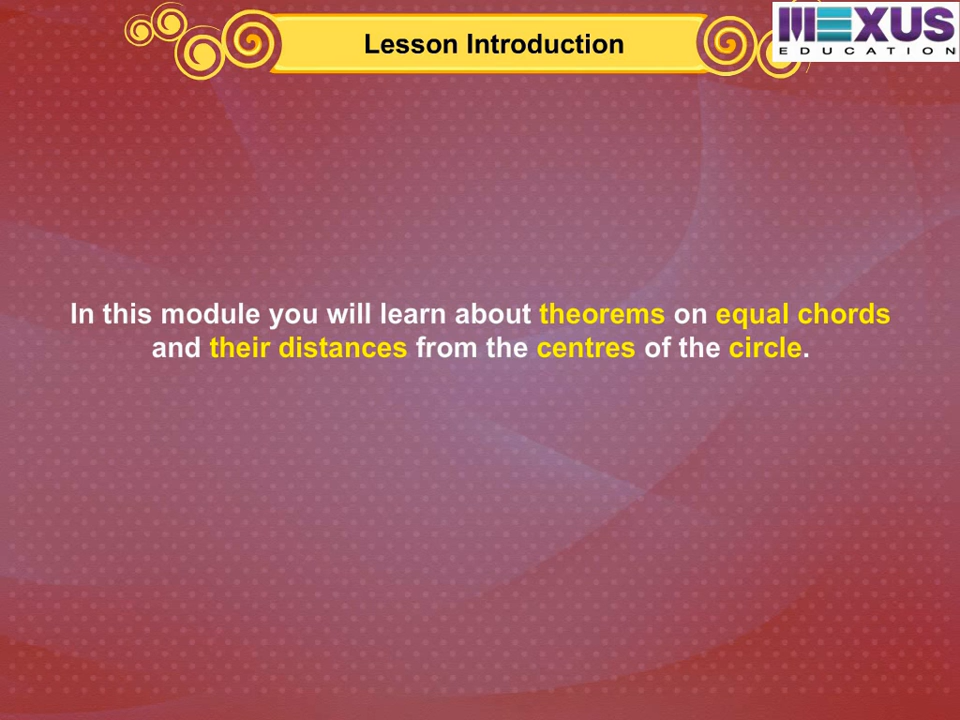 Lesson Introduction
MEXUS
EDUCATION
In this module you will learn about theorems on equal chords
and their distances from the centres of the circle.